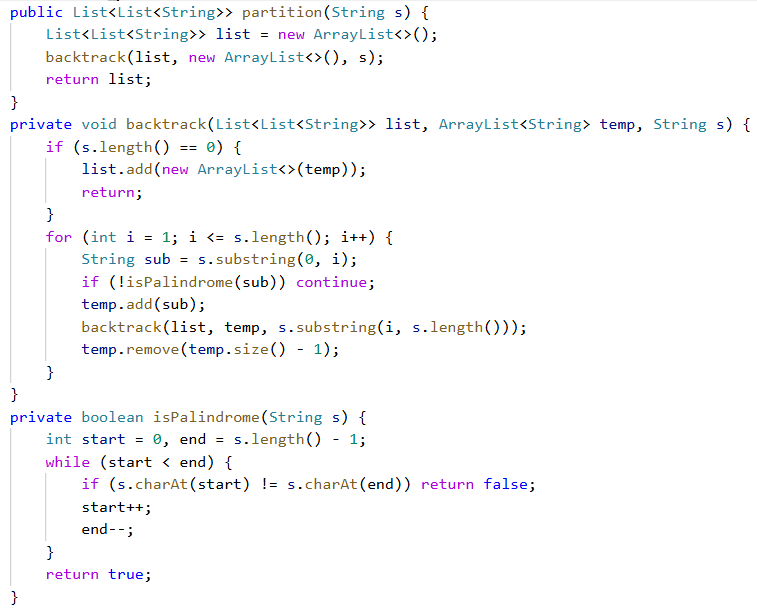 public List<List<String>> partition(String s) {
    List<List<String>> list = new ArrayList<>();
    backtrack(list, new ArrayList<>(), s);
    return list;
}
private void backtrack(List<List<String>> list, ArrayList<String> temp, String s) {
    if (s.length() == 0) {
        list.add(new ArrayList<>(temp));
        return;
    }
    for (int i = 1; i <= s.length(); i++) {
        String sub = s.substring(0, i);
        if (!isPalindrome(sub)) continue;
        temp.add(sub);
        backtrack(list, temp, s.substring(i, s.length()));
        temp.remove(temp.size() - 1);
    }
}
private boolean isPalindrome(String s) {
    int start = 0, end = s.length() - 1;
    while (start < end) {
        if (s.charAt(start) != s.charAt(end)) return false;
        start++;
        end--;
    }
    return true;
}